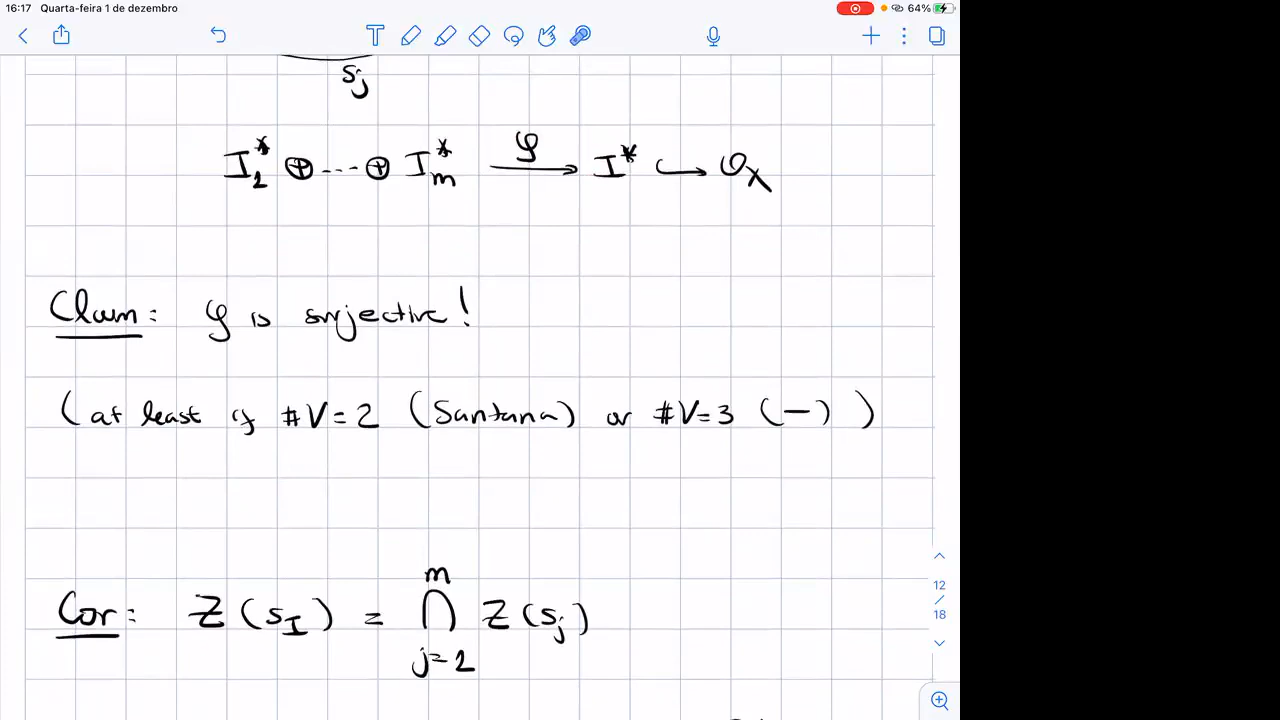 16:17 Quarta-feira 1 de dezembro 64%
s_j
I_2^* ⊕ --- ⊕ I_m^* —φ→ I^* ↪ O_X
Claim: φ is surjective!
(at least if #V=2 (Santana) or #V=3 (—))
Cor: Z(s_I) = ⋂_{j=2}^{m} Z(s_j)
12
/
18